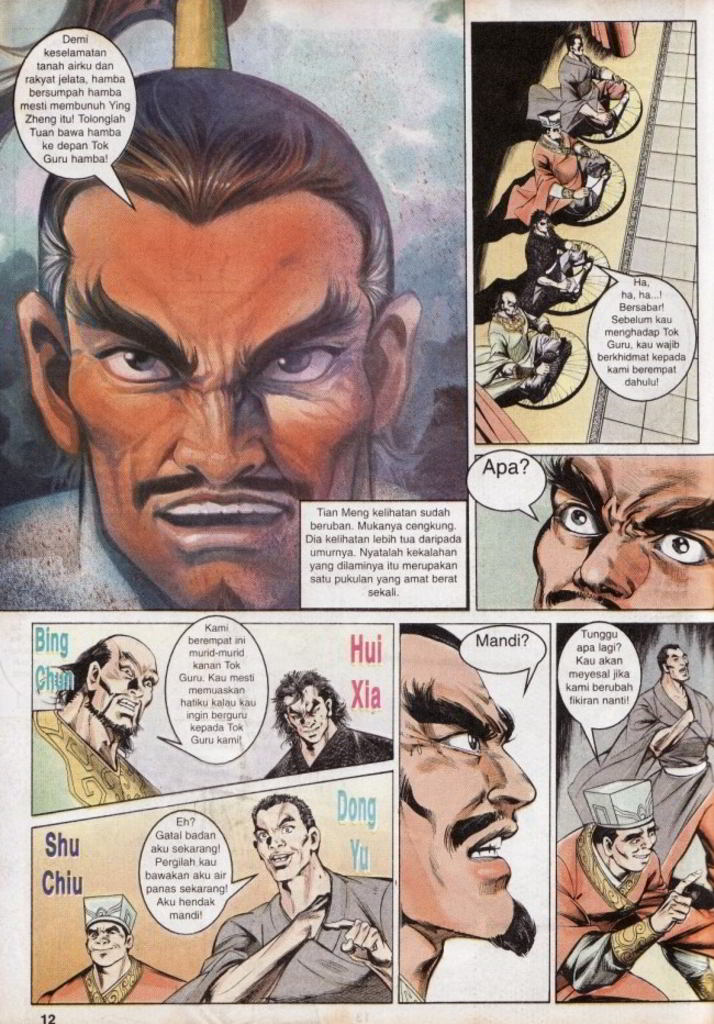 Demi
keselamatan
tanah airku dan
rakyat jelata, hamba
bersumpah hamba
mesti membunuh Ying
Zheng itu! Tolonglah
Tuan bawa hamba
ke depan Tok
Guru hamba!
Ha,
ha, ha...!
Bersabar!
Sebelum kau
menghadap Tok
Guru, kau wajib
berkhidmat kepada
kami berempat
dahulu!
Tian Meng kelihatan sudah
beruban. Mukanya cengkung.
Dia kelihatan lebih tua daripada
umurnya. Nyatalah kekalahan
yang dilaminya itu merupakan
satu pukulan yang amat berat
sekali.
Apa?
Bing
Chun
Kami
berempat ini
murid-murid
kanan Tok
Guru. Kau mesti
memuaskan
hatiku kalau kau
ingin berguru
kepada Tok
Guru kami!
Hui
Xia
Shu
Chiu
Eh?
Gatal badan
aku sekarang!
Pergilah kau
bawakan aku air
panas sekarang!
Aku hendak
mandi!
Dong
Yu
Mandi?
Tunggu
apa lagi?
Kau akan
meyesal jika
kami berubah
fikiran nanti!
12